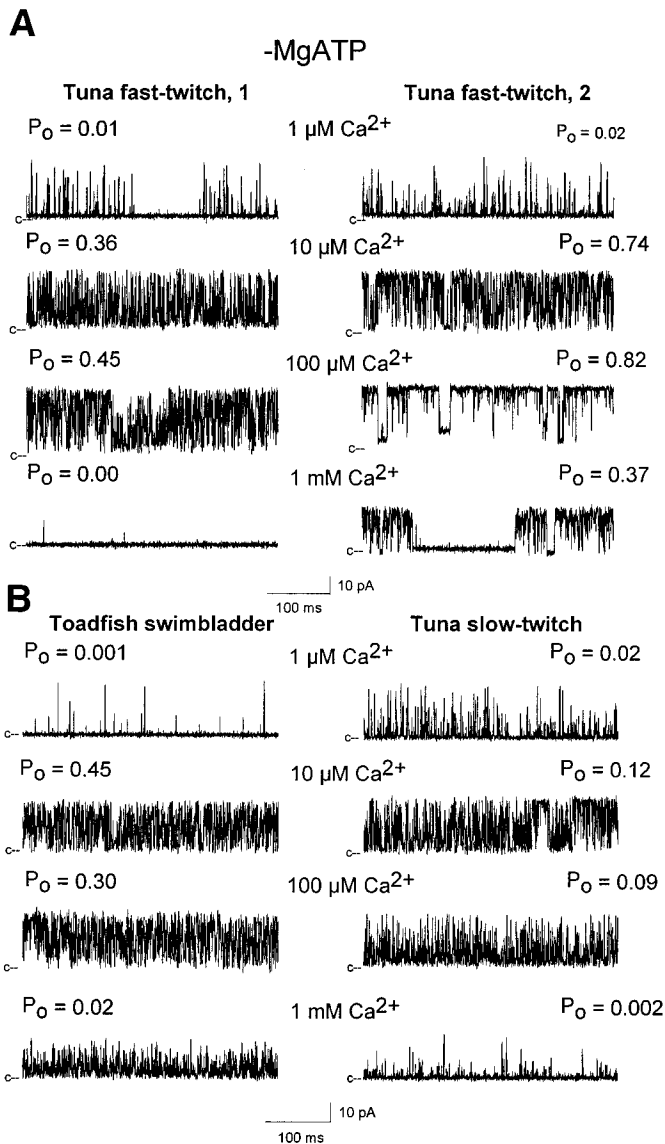 A
-MgATP
Tuna fast-twitch, 1
Tuna fast-twitch, 2
Po = 0.01
1 µM Ca2+
Po = 0.02
c--
c--
Po = 0.36
10 µM Ca2+
Po = 0.74
c--
c--
Po = 0.45
100 µM Ca2+
Po = 0.82
c--
c--
Po = 0.00
1 mM Ca2+
Po = 0.37
c--
c--
10 pA
100 ms
B
Toadfish swimbladder
Tuna slow-twitch
Po = 0.001
1 µM Ca2+
Po = 0.02
c--
c--
Po = 0.45
10 µM Ca2+
Po = 0.12
c--
c--
Po = 0.30
100 µM Ca2+
Po = 0.09
c--
c--
Po = 0.02
1 mM Ca2+
Po = 0.002
c--
c--
10 pA
100 ms